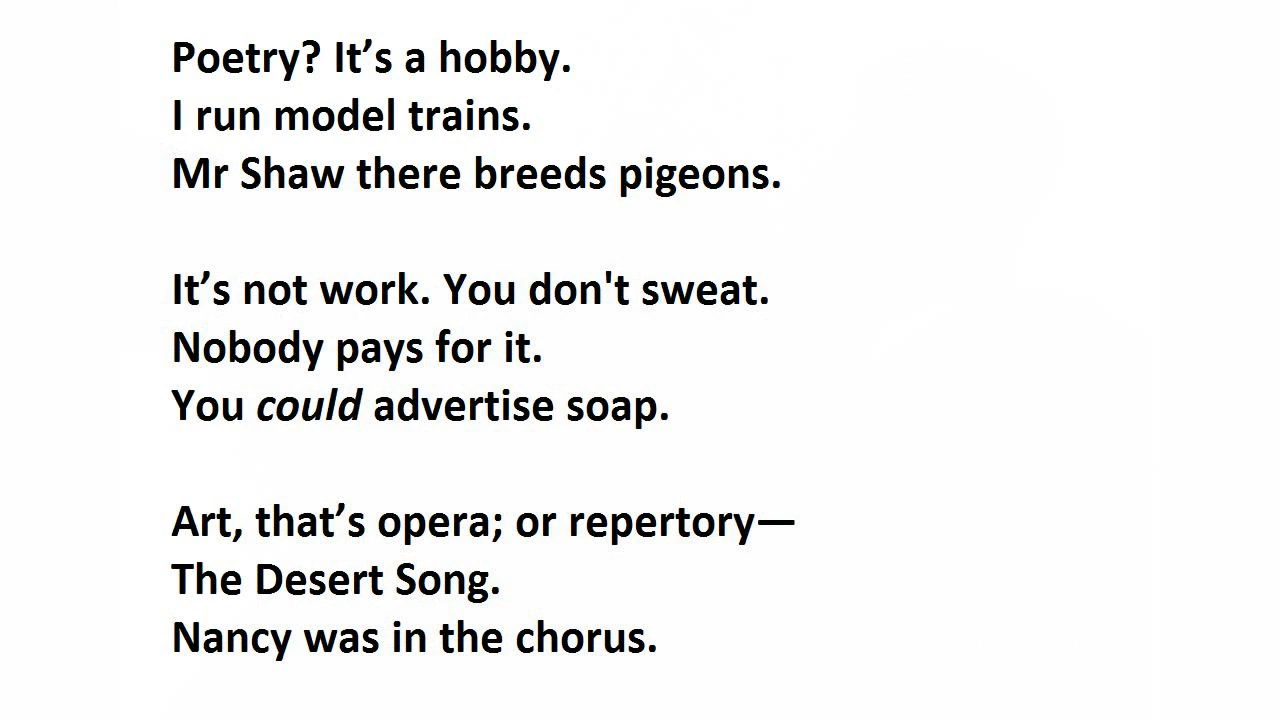 Poetry? It’s a hobby.
I run model trains.
Mr Shaw there breeds pigeons.

It’s not work. You don't sweat.
Nobody pays for it.
You could advertise soap.

Art, that’s opera; or repertory—
The Desert Song.
Nancy was in the chorus.